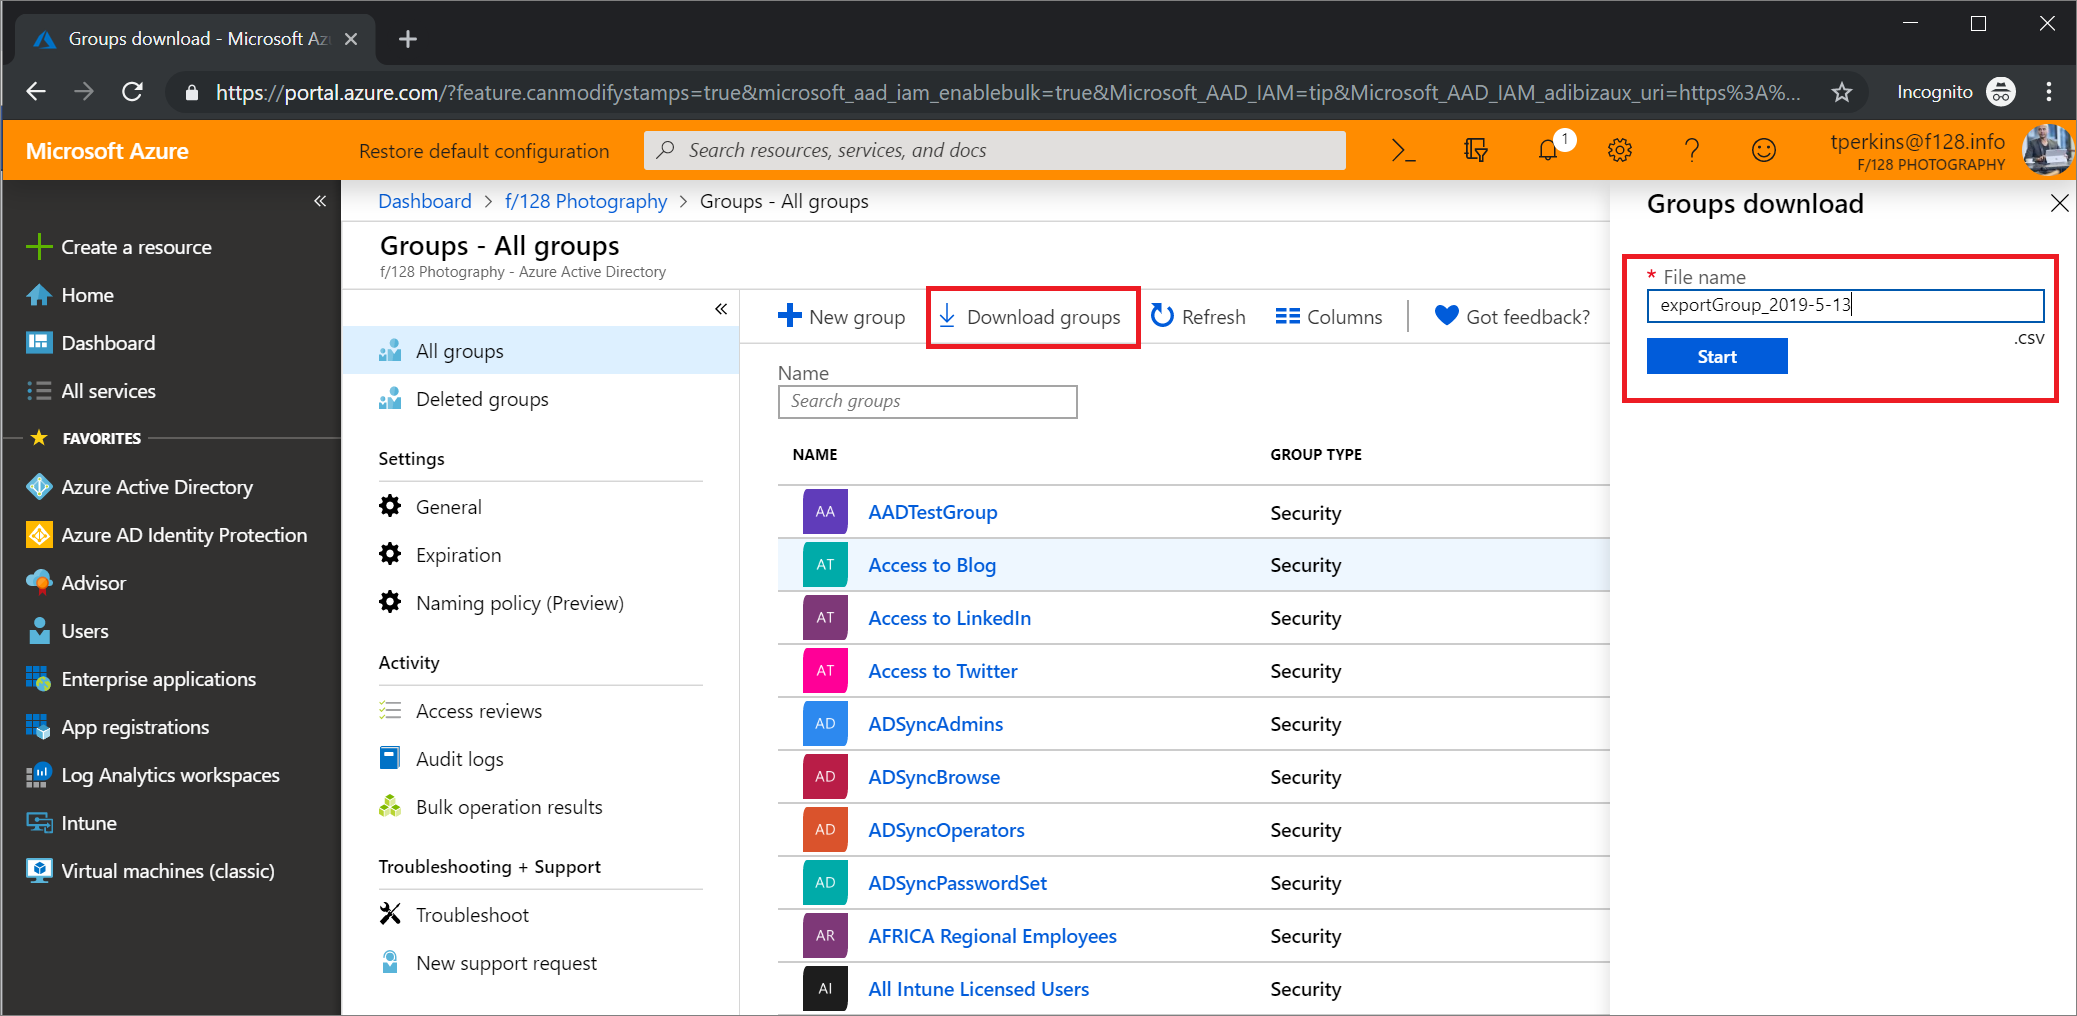 Groups download - Microsoft Az
https://portal.azure.com/?feature.canmodifystamps=true&microsoft_aad_iam_enablebulk=true&Microsoft_AAD_IAM=tip&Microsoft_AAD_IAM_adibizaux_uri=https%3A%...
Incognito
Microsoft Azure
Restore default configuration
Search resources, services, and docs
1
tperkins@f128.info
F/128 PHOTOGRAPHY
Create a resource
Home
Dashboard
All services
FAVORITES
Azure Active Directory
Azure AD Identity Protection
Advisor
Users
Enterprise applications
App registrations
Log Analytics workspaces
Intune
Virtual machines (classic)
Dashboard > f/128 Photography > Groups - All groups
Groups - All groups
f/128 Photography - Azure Active Directory
All groups
Deleted groups
Settings
General
Expiration
Naming policy (Preview)
Activity
Access reviews
Audit logs
Bulk operation results
Troubleshooting + Support
Troubleshoot
New support request
New group
Download groups
Refresh
Columns
Got feedback?
Name
Search groups
NAME GROUP TYPE
AA AADTestGroup Security
AT Access to Blog Security
AT Access to LinkedIn Security
AT Access to Twitter Security
AD ADSyncAdmins Security
AD ADSyncBrowse Security
AD ADSyncOperators Security
AD ADSyncPasswordSet Security
AR AFRICA Regional Employees Security
AI All Intune Licensed Users Security
Groups download
* File name
exportGroup_2019-5-13
.csv
Start